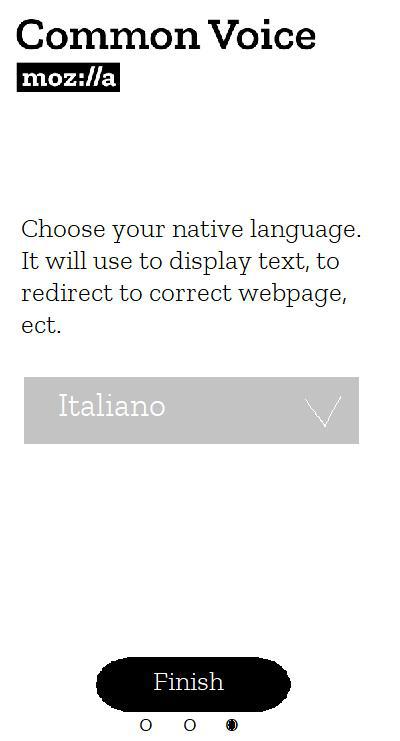 Common Voice
moz://a
Choose your native language.
It will use to display text, to
redirect to correct webpage,
ect.
Italiano
Finish